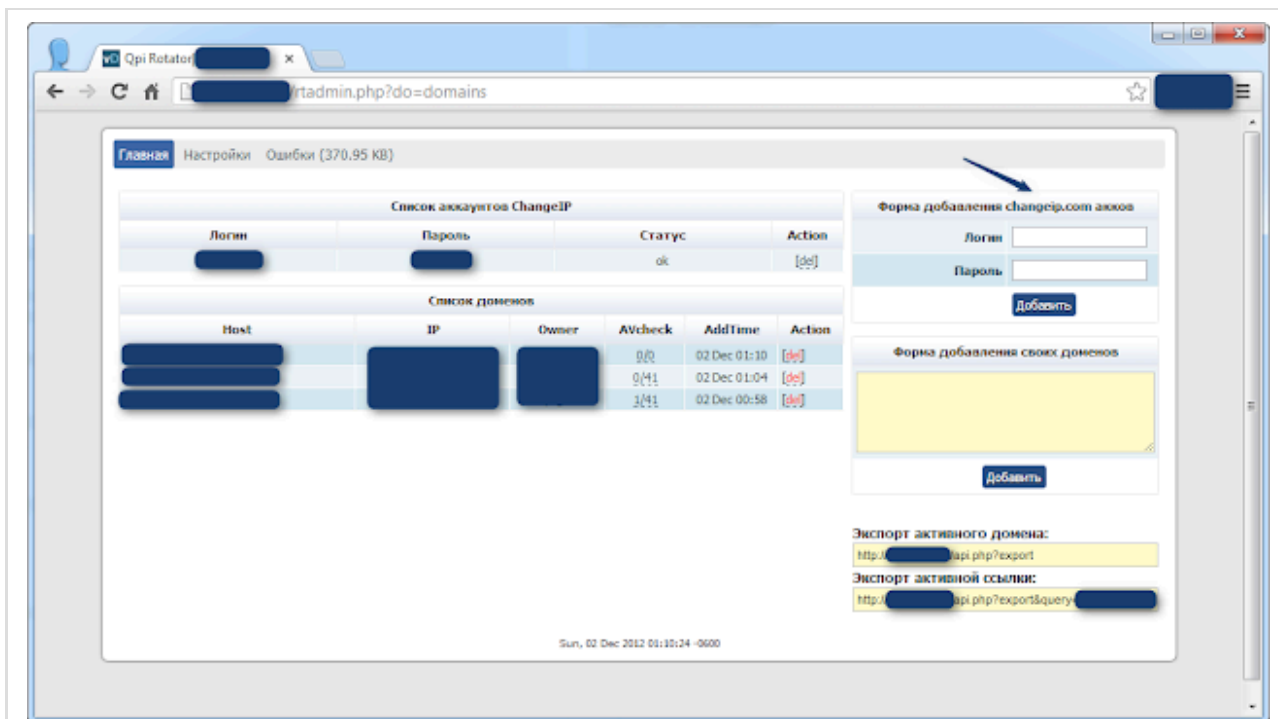 Qpi Rotator
/rtadmin.php?do=domains
Главная Настройки Ошибки (370.95 KB)
Список аккаунтов ChangeIP
Логин Пароль Статус Action
ok [del]
Список доменов
Host IP Owner AVcheck AddTime Action
0/0 02 Dec 01:10 [del]
0/41 02 Dec 01:04 [del]
1/41 02 Dec 00:58 [del]
Форма добавления changeip.com акков
Логин
Пароль
Добавить
Форма добавления своих доменов
Добавить
Экспорт активного домена:
http:// /api.php?export
Экспорт активной ссылки:
http:// api.php?export&query=
Sun, 02 Dec 2012 01:10:24 -0600